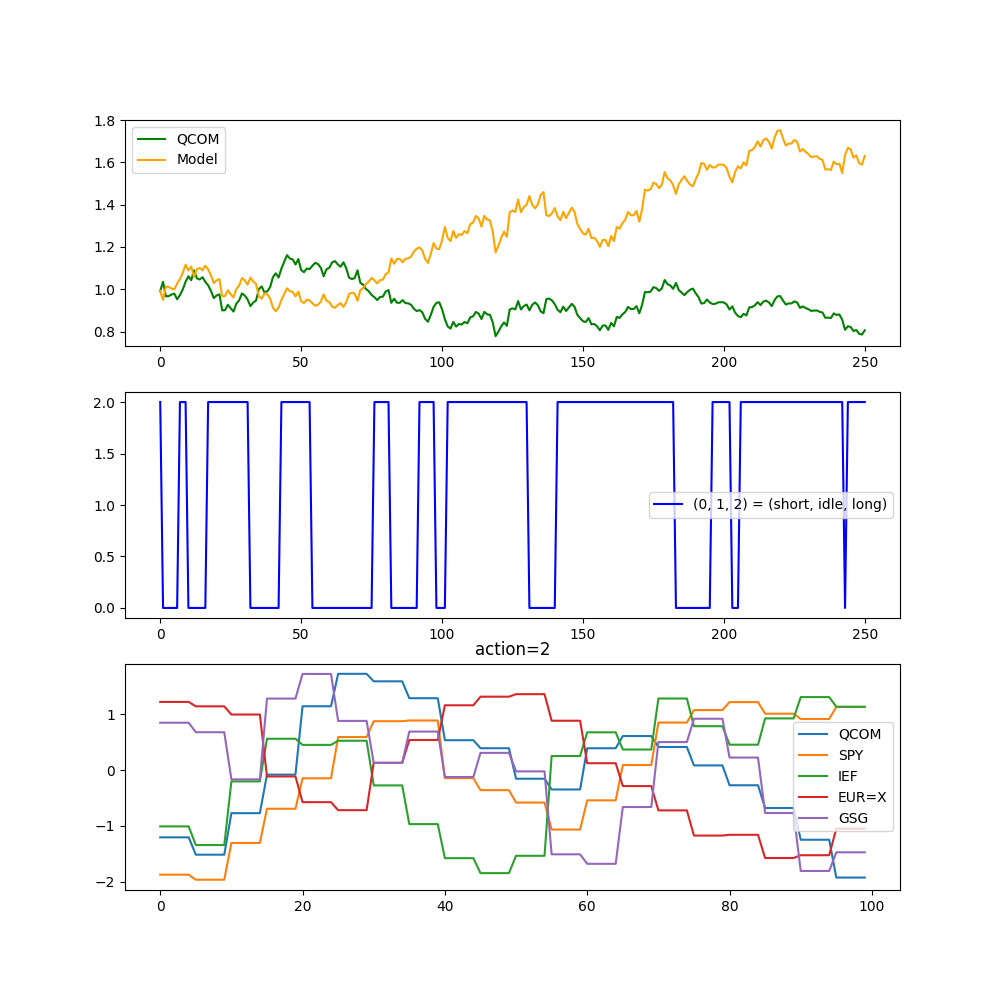 1.8
1.6
1.4
1.2
1.0
0.8
QCOM
Model
0 50 100 150 200 250
2.0
1.5
1.0
0.5
0.0
(0, 1, 2) = (short, idle, long)
0 50 100 150 200 250
action=2
1
0
−1
−2
QCOM
SPY
IEF
EUR=X
GSG
0 20 40 60 80 100